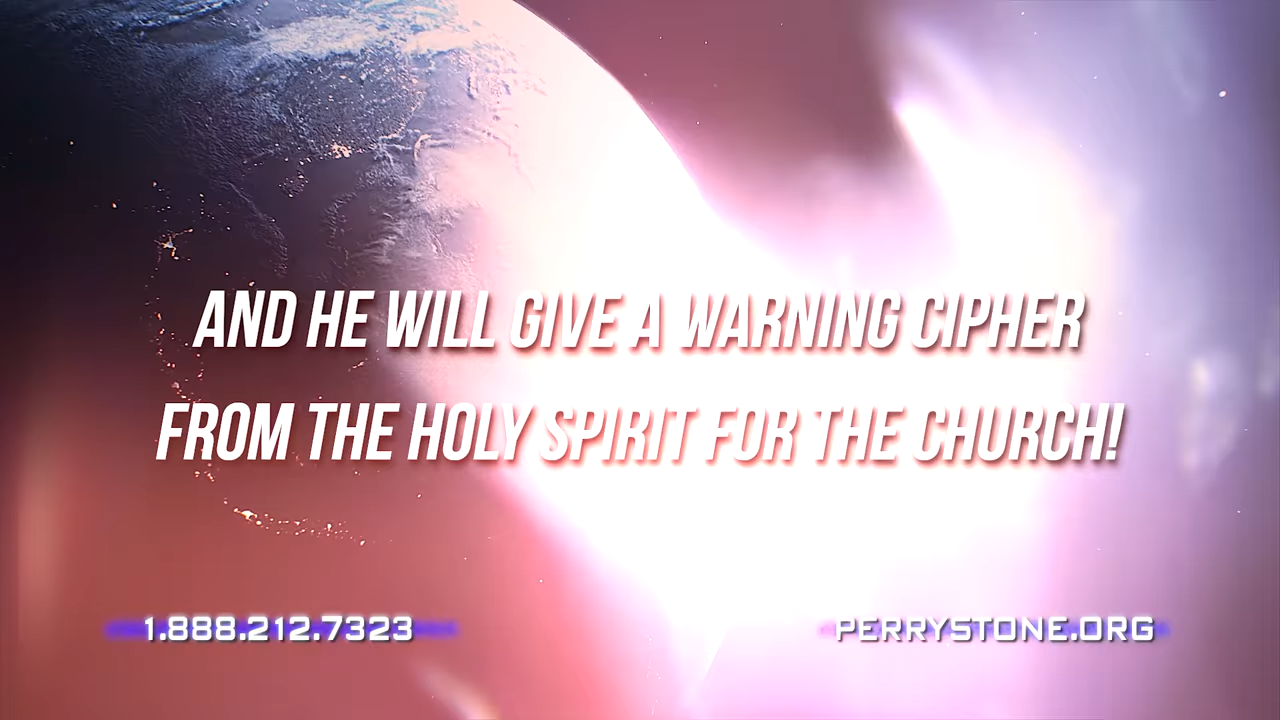 AND HE WILL GIVE A WARNING CIPHER
FROM THE HOLY SPIRIT FOR THE CHURCH!
1.888.212.7323
PERRYSTONE.ORG